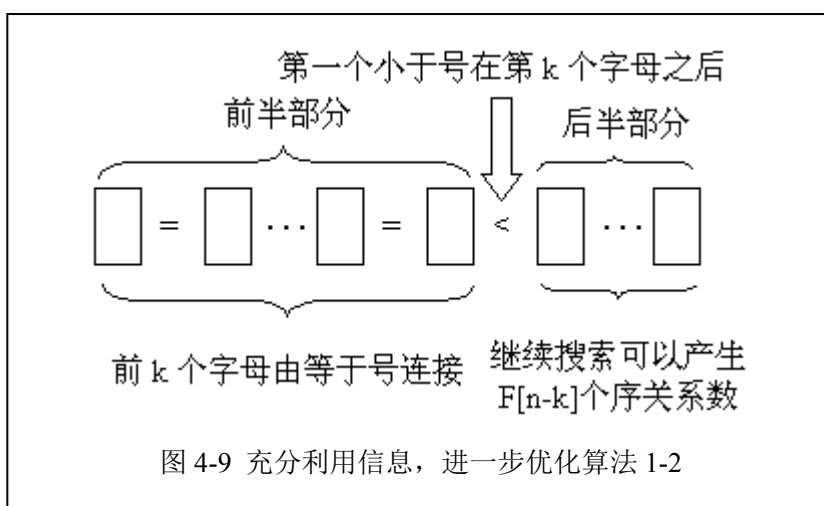 第一个小于号在第 k 个字母之后
前半部分
后半部分
= ··· = < ···
前 k 个字母由等于号连接
继续搜索可以产生
F[n-k]个序关系数
图 4-9 充分利用信息，进一步优化算法 1-2